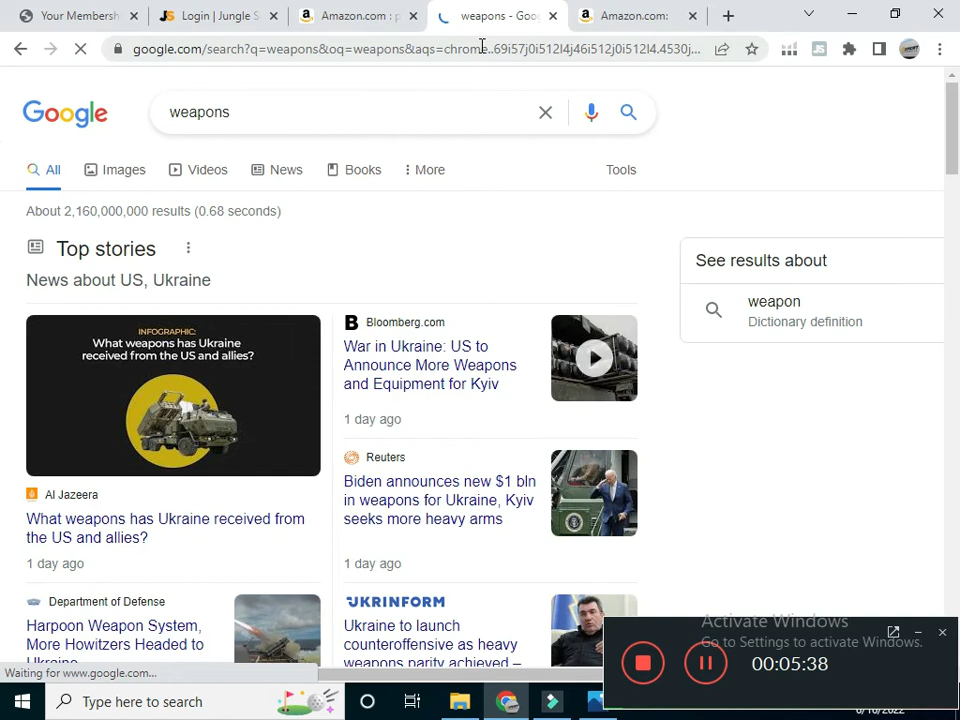 Your Membersh
Login | Jungle S
Amazon.com : p
weapons - Goo
Amazon.com:
google.com/search?q=weapons&oq=weapons&aqs=chrome..69i57j0i512l4j46i512j0i512l4.4530j...
Google
weapons
All
Images
Videos
News
Books
More
Tools
About 2,160,000,000 results (0.68 seconds)
Top stories
News about US, Ukraine
INFOGRAPHIC:
What weapons has Ukraine
received from the US and allies?
Al Jazeera
What weapons has Ukraine received from
the US and allies?
1 day ago
Department of Defense
Harpoon Weapon System,
More Howitzers Headed to
Ukraine
Bloomberg.com
War in Ukraine: US to
Announce More Weapons
and Equipment for Kyiv
1 day ago
Reuters
Biden announces new $1 bln
in weapons for Ukraine, Kyiv
seeks more heavy arms
1 day ago
UKRINFORM
Ukraine to launch
counteroffensive as heavy
weapons parity achieved –
See results about
weapon
Dictionary definition
Activate Windows
Go to Settings to activate Windows.
00:05:38
Waiting for www.google.com...
Type here to search
6/16/2022